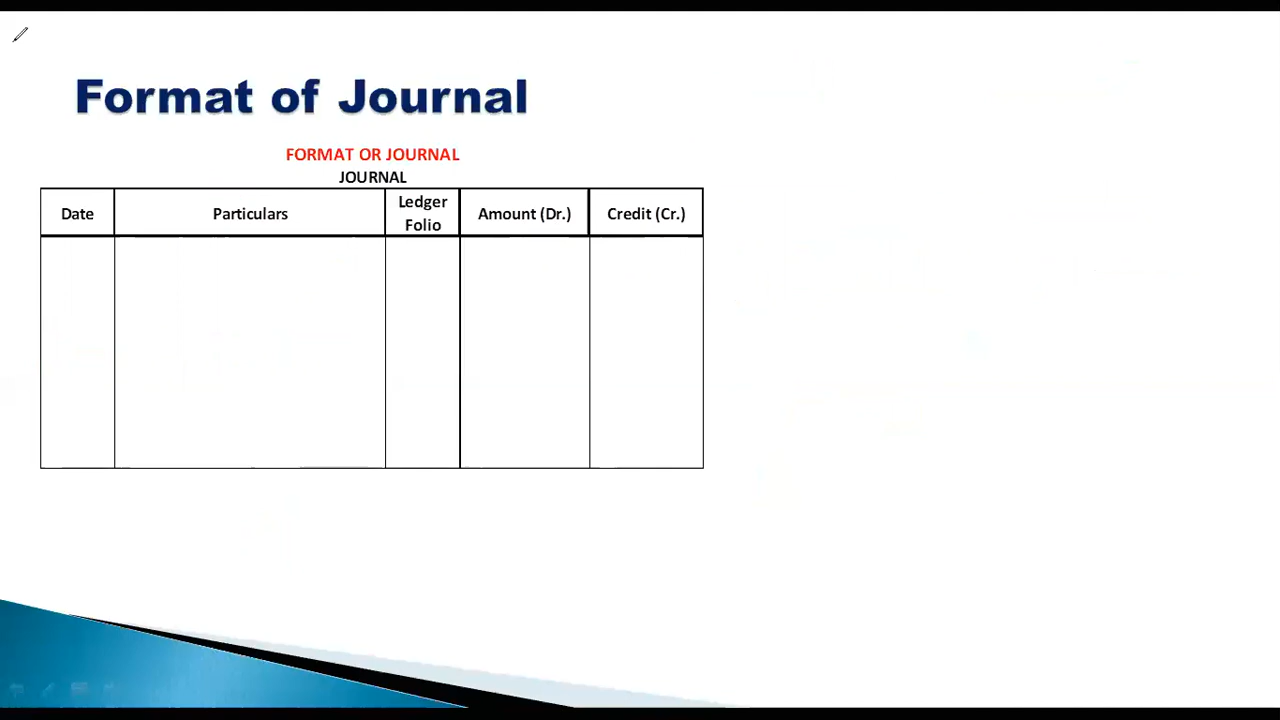 Format of Journal
FORMAT OR JOURNAL
JOURNAL
Date Particulars Ledger Folio Amount (Dr.) Credit (Cr.)